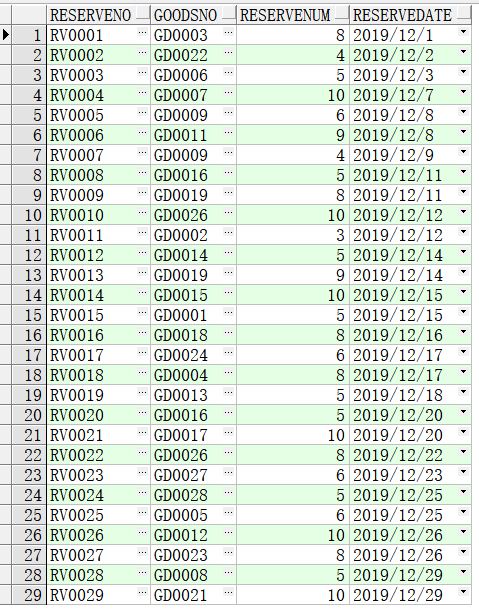 RESERVENO GOODSNO RESERVENUM RESERVEDATE
1 RV0001 ... GD0003 ... 8 2019/12/1
2 RV0002 ... GD0022 ... 4 2019/12/2
3 RV0003 ... GD0006 ... 5 2019/12/3
4 RV0004 ... GD0007 ... 10 2019/12/7
5 RV0005 ... GD0009 ... 6 2019/12/8
6 RV0006 ... GD0011 ... 9 2019/12/8
7 RV0007 ... GD0009 ... 4 2019/12/9
8 RV0008 ... GD0016 ... 5 2019/12/11
9 RV0009 ... GD0019 ... 8 2019/12/11
10 RV0010 ... GD0026 ... 10 2019/12/12
11 RV0011 ... GD0002 ... 3 2019/12/12
12 RV0012 ... GD0014 ... 5 2019/12/14
13 RV0013 ... GD0019 ... 9 2019/12/14
14 RV0014 ... GD0015 ... 10 2019/12/15
15 RV0015 ... GD0001 ... 5 2019/12/15
16 RV0016 ... GD0018 ... 8 2019/12/16
17 RV0017 ... GD0024 ... 6 2019/12/17
18 RV0018 ... GD0004 ... 8 2019/12/17
19 RV0019 ... GD0013 ... 5 2019/12/18
20 RV0020 ... GD0016 ... 5 2019/12/20
21 RV0021 ... GD0017 ... 10 2019/12/20
22 RV0022 ... GD0026 ... 8 2019/12/22
23 RV0023 ... GD0027 ... 6 2019/12/23
24 RV0024 ... GD0028 ... 5 2019/12/25
25 RV0025 ... GD0005 ... 6 2019/12/25
26 RV0026 ... GD0012 ... 10 2019/12/26
27 RV0027 ... GD0023 ... 8 2019/12/26
28 RV0028 ... GD0008 ... 5 2019/12/29
29 RV0029 ... GD0021 ... 10 2019/12/29